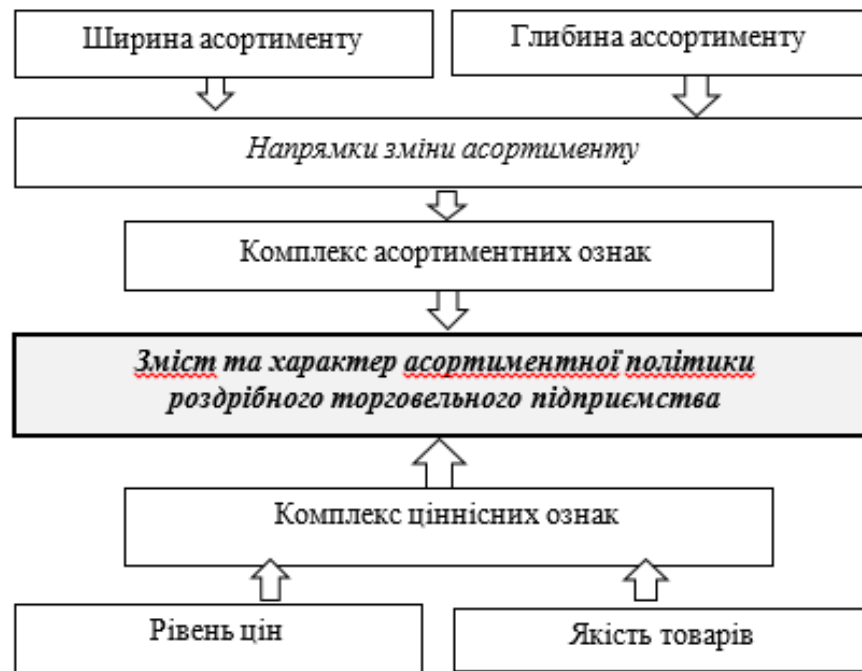 Ширина асортименту
Глибина ассортименту
Напрямки зміни асортименту
Комплекс асортиментних ознак
Зміст та характер асортиментної політики
роздрібного торговельного підприємства
Комплекс ціннісних ознак
Рівень цін
Якість товарів